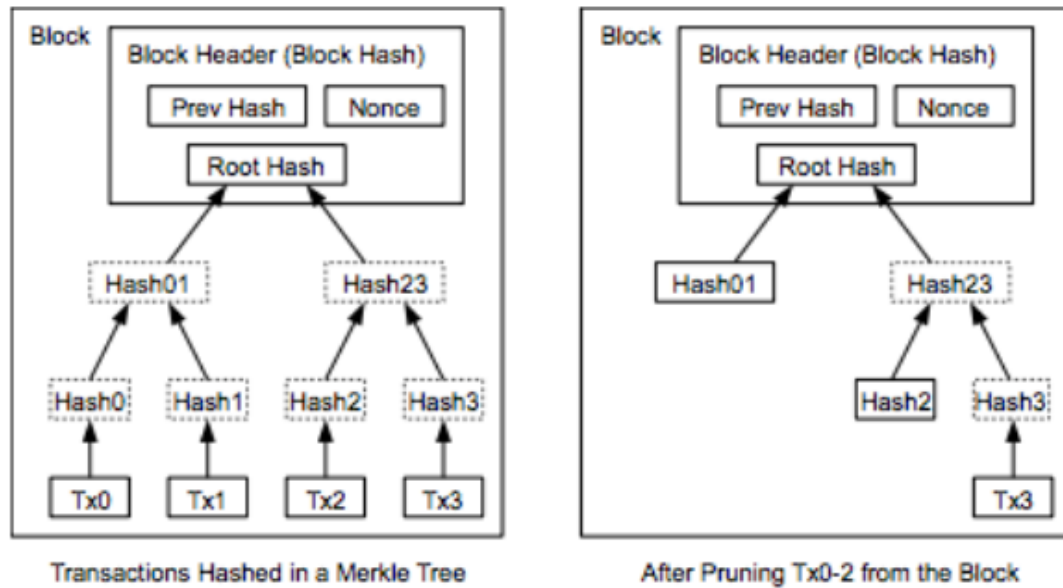 Block
Block Header (Block Hash)
Prev Hash
Nonce
Root Hash
Hash01
Hash23
Hash0
Hash1
Hash2
Hash3
Tx0
Tx1
Tx2
Tx3
Transactions Hashed in a Merkle Tree
Block
Block Header (Block Hash)
Prev Hash
Nonce
Root Hash
Hash01
Hash23
Hash2
Hash3
Tx3
After Pruning Tx0-2 from the Block